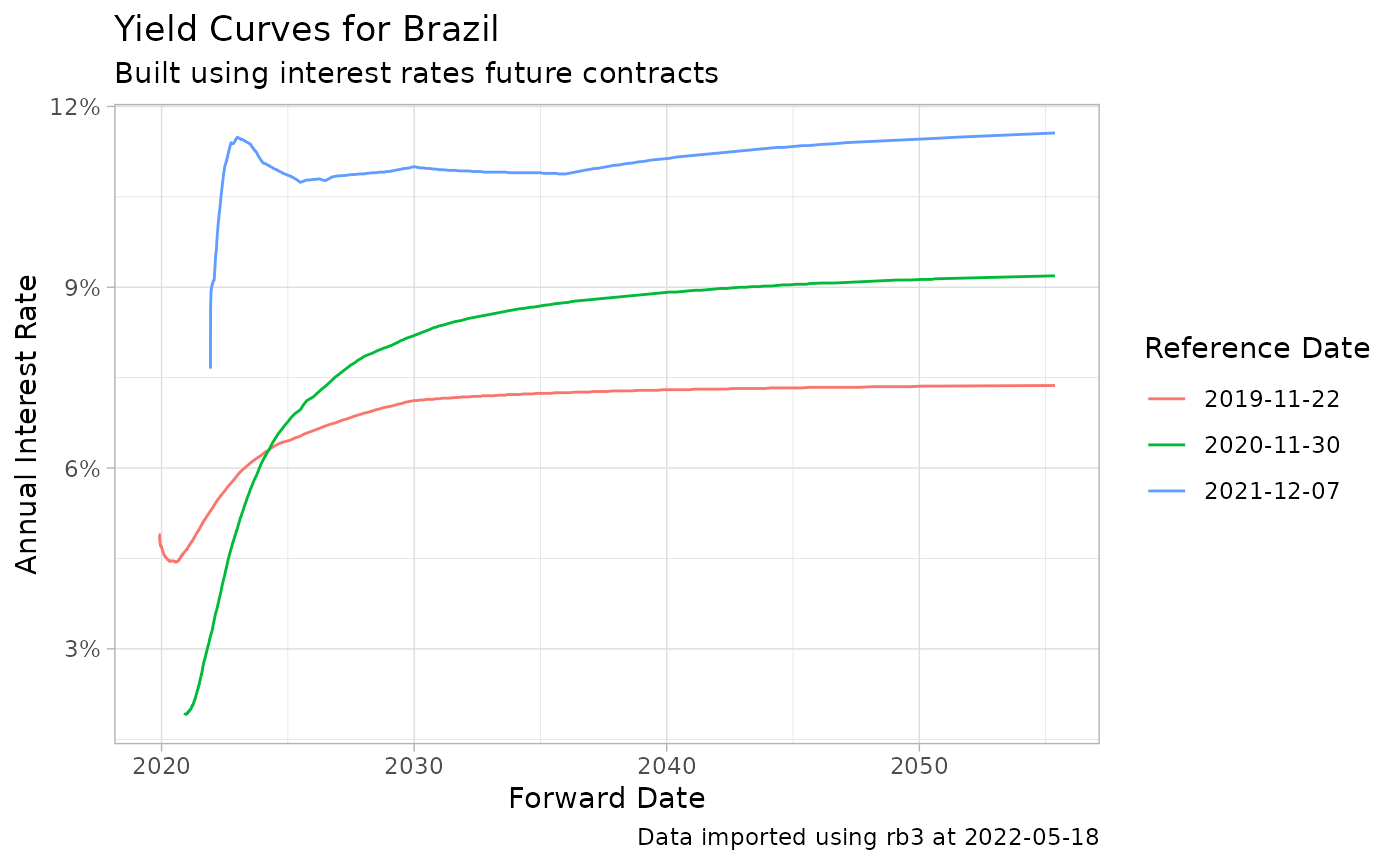 Yield Curves for Brazil
Built using interest rates future contracts
12%
9%
6%
3%
Annual Interest Rate
2020
2030
2040
2050
Forward Date
Reference Date
2019-11-22
2020-11-30
2021-12-07
Data imported using rb3 at 2022-05-18